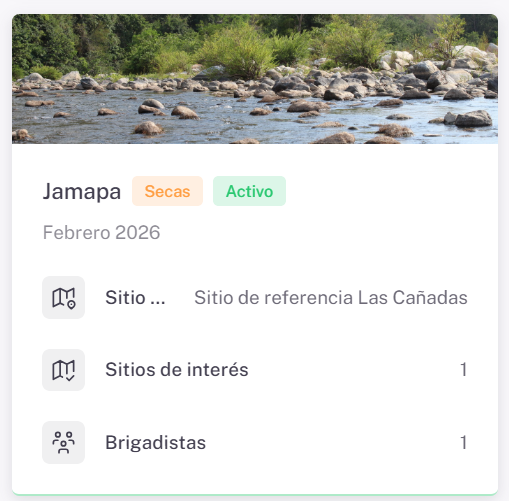 Jamapa Secas Activo
Febrero 2026
Sitio ... Sitio de referencia Las Cañadas
Sitios de interés 1
Brigadistas 1